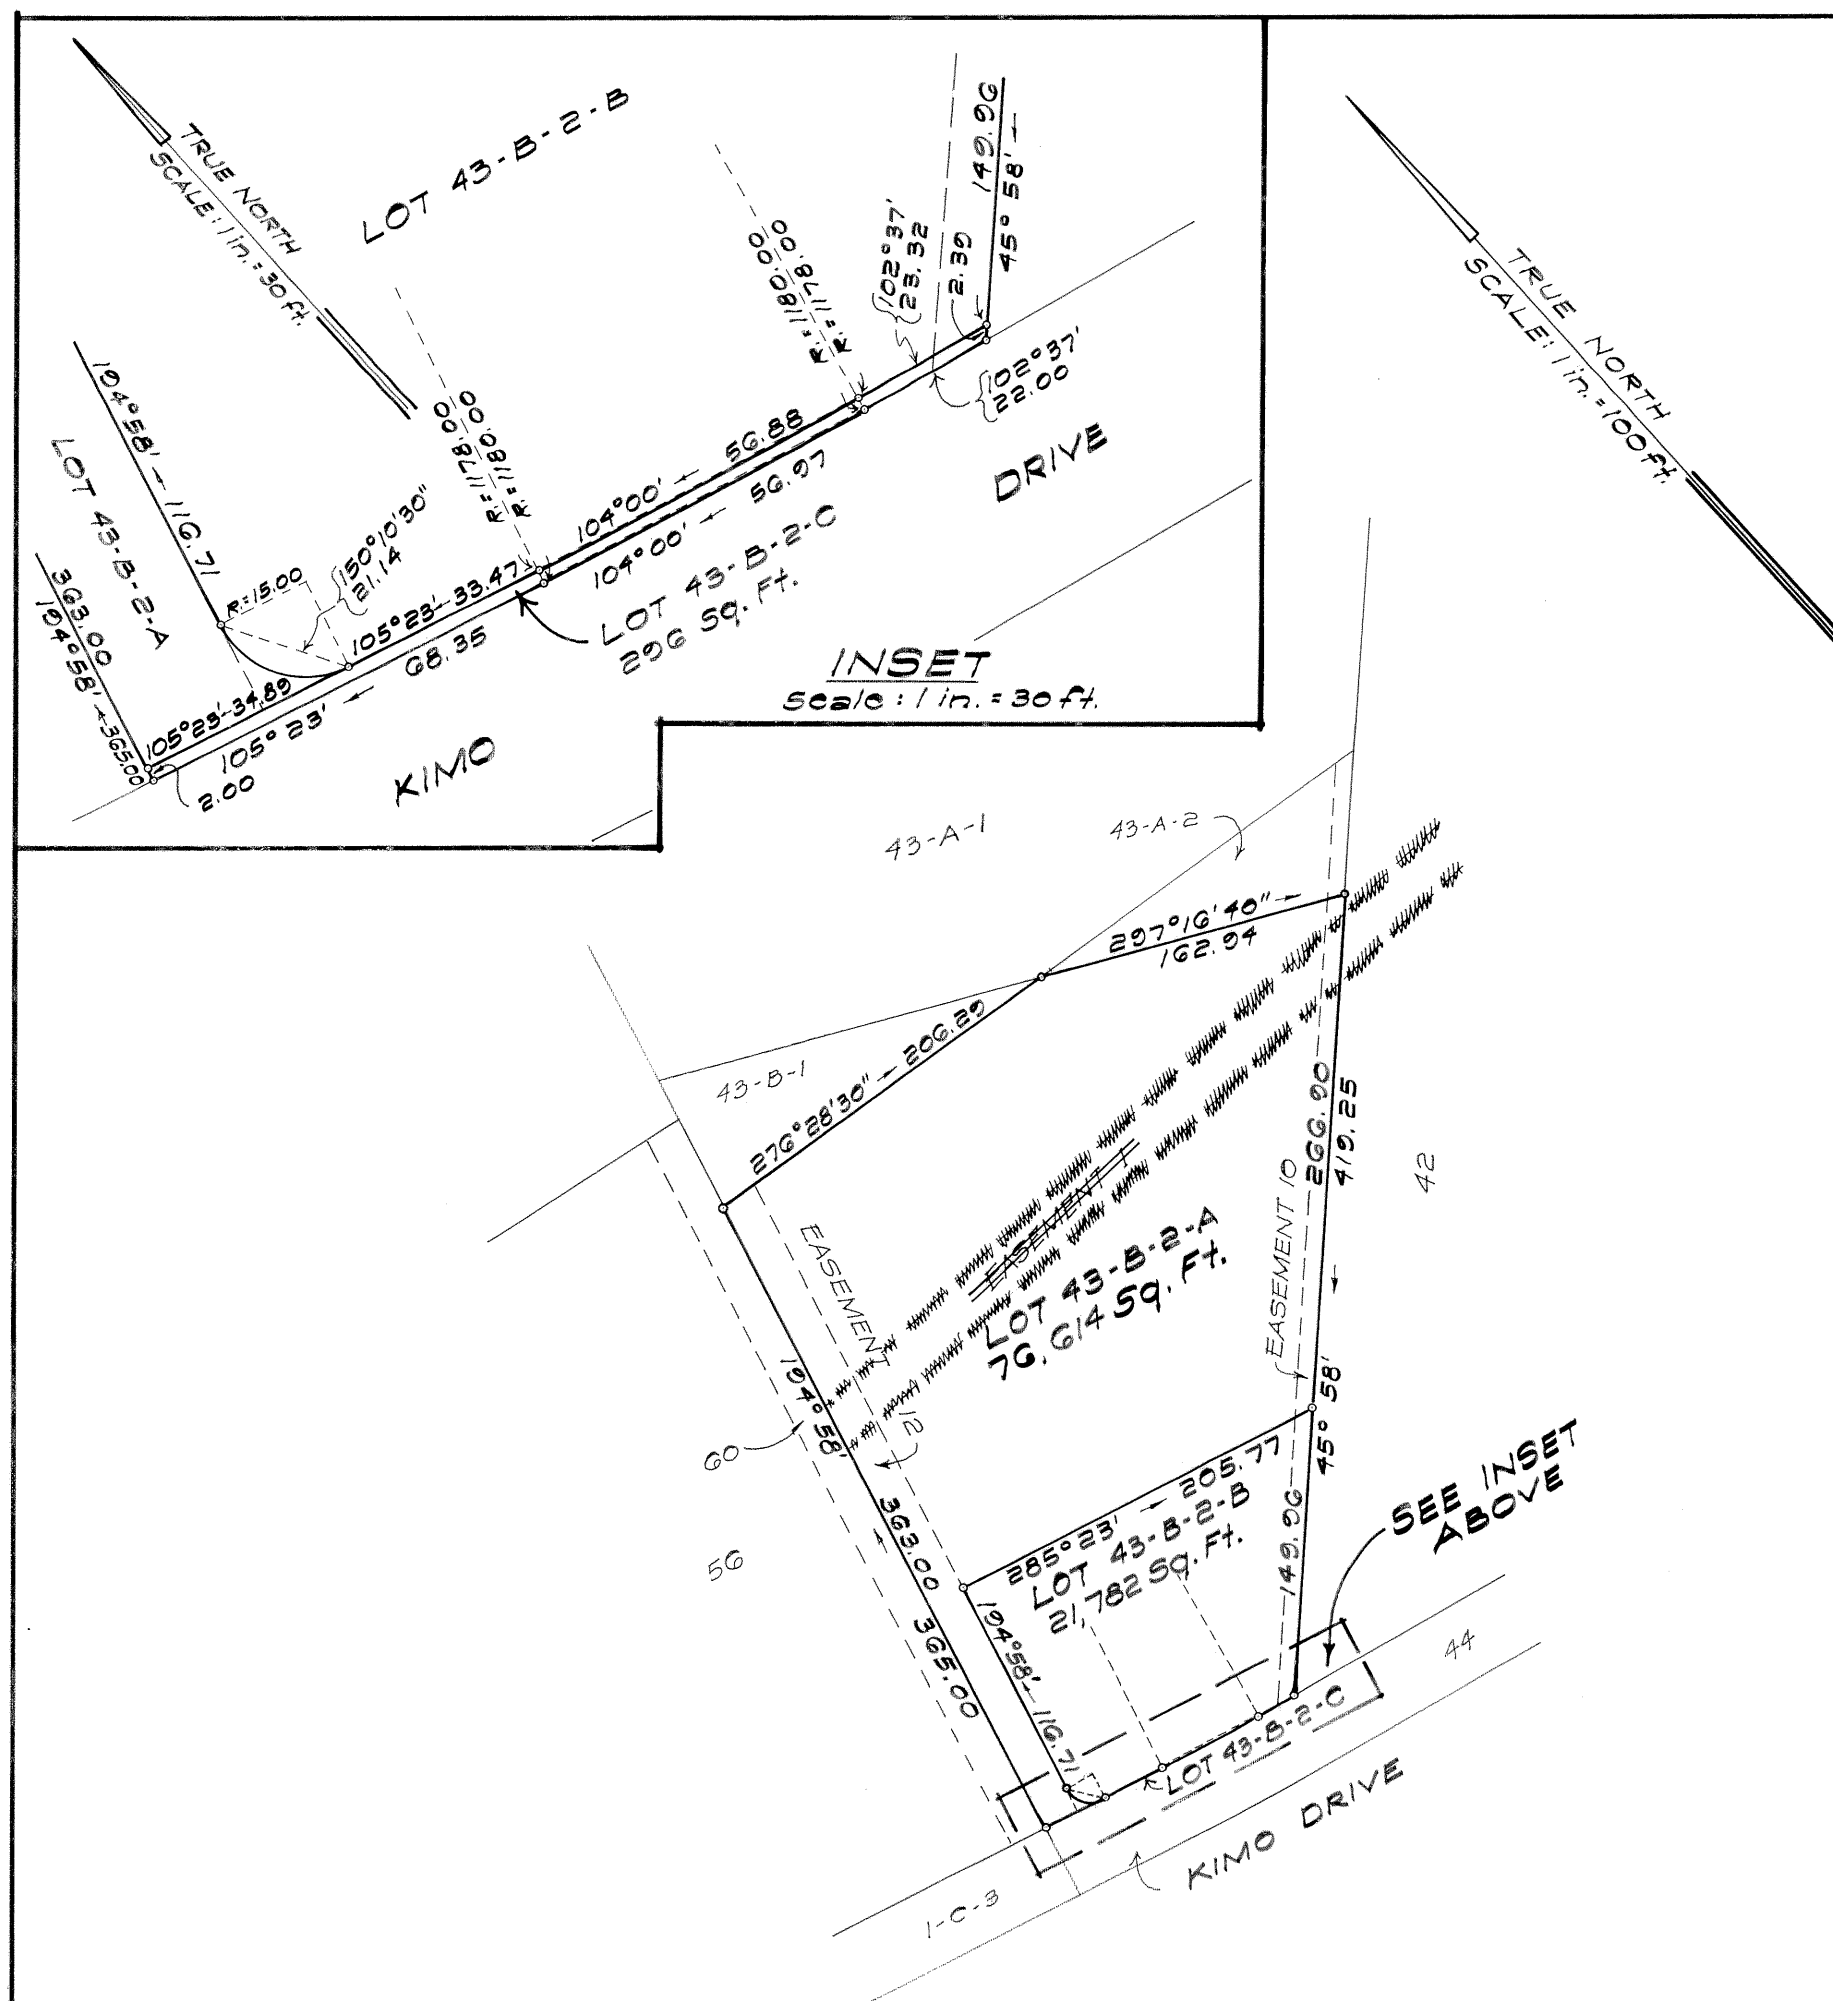 TRUE NORTH
SCALE: 1 in. = 30 ft.
LOT 43-B-2-B
149.96
45° 58'
102° 37'
23.32
2.39
R.=1178.00
R.=1180.00
102° 37'
22.00
R.=1180.00
R.=1178.00
194° 58' 116.71
LOT 43-B-2-A
363.00
194° 58' 365.00
R.=15.00
150° 10' 30"
21.14
104° 00' 56.88
104° 00' 56.97
105° 23' 33.47
68.35
105° 23' 34.89
105° 23'
2.00
LOT 43-B-2-C
296 Sq. Ft.
KIMO
DRIVE
INSET
Scale: 1 in. = 30 ft.
TRUE NORTH
SCALE: 1 in. = 100 ft.
43-A-1
43-A-2
297° 16' 40"
162.94
43-B-1
276° 28' 30" 206.29
266.90
419.25
42
EASEMENT 10
EASEMENT 1
EASEMENT 12
LOT 43-B-2-A
76,614 Sq. Ft.
194° 58'
60
363.00
365.00
56
45° 58'
285° 23' 205.77
LOT 43-B-2-B
21,782 SQ. Ft.
149.96
194° 58' 116.71
SEE INSET
ABOVE
44
LOT 43-B-2-C
KIMO DRIVE
1-C-3